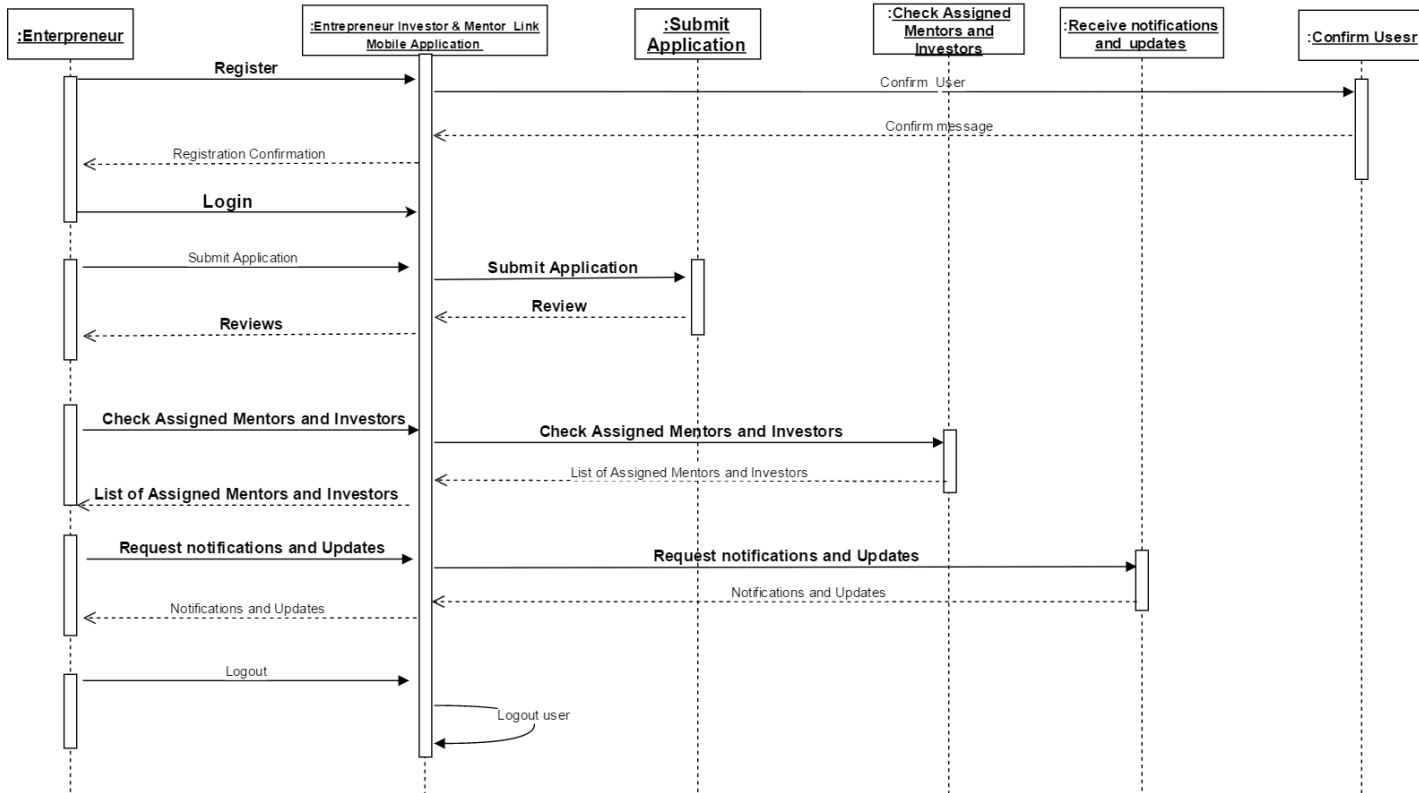 :Enterpreneur
:Entrepreneur Investor & Mentor Link
Mobile Application
:Submit
Application
:Check Assigned
Mentors and
Investors
:Receive notifications
and updates
:Confirm Usesr
Register
Confirm User
Confirm message
Registration Confirmation
Login
Submit Application
Submit Application
Review
Reviews
Check Assigned Mentors and Investors
Check Assigned Mentors and Investors
List of Assigned Mentors and Investors
List of Assigned Mentors and Investors
Request notifications and Updates
Request notifications and Updates
Notifications and Updates
Notifications and Updates
Logout
Logout user